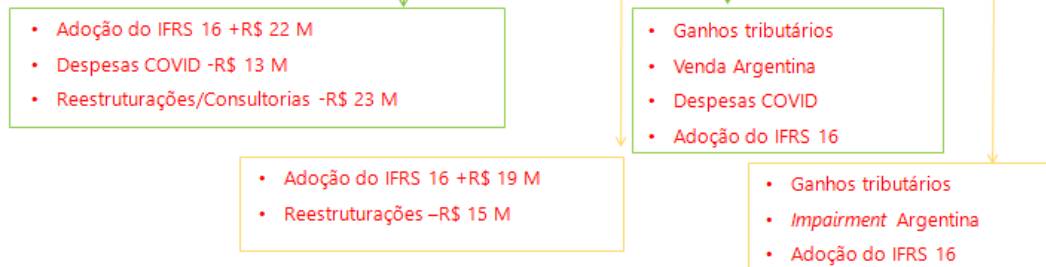 • Adoção do IFRS 16 +R$ 22 M
• Despesas COVID -R$ 13 M
• Reestruturações/Consultorias -R$ 23 M
• Ganhos tributários
• Venda Argentina
• Despesas COVID
• Adoção do IFRS 16
• Adoção do IFRS 16 +R$ 19 M
• Reestruturações –R$ 15 M
• Ganhos tributários
• Impairment Argentina
• Adoção do IFRS 16